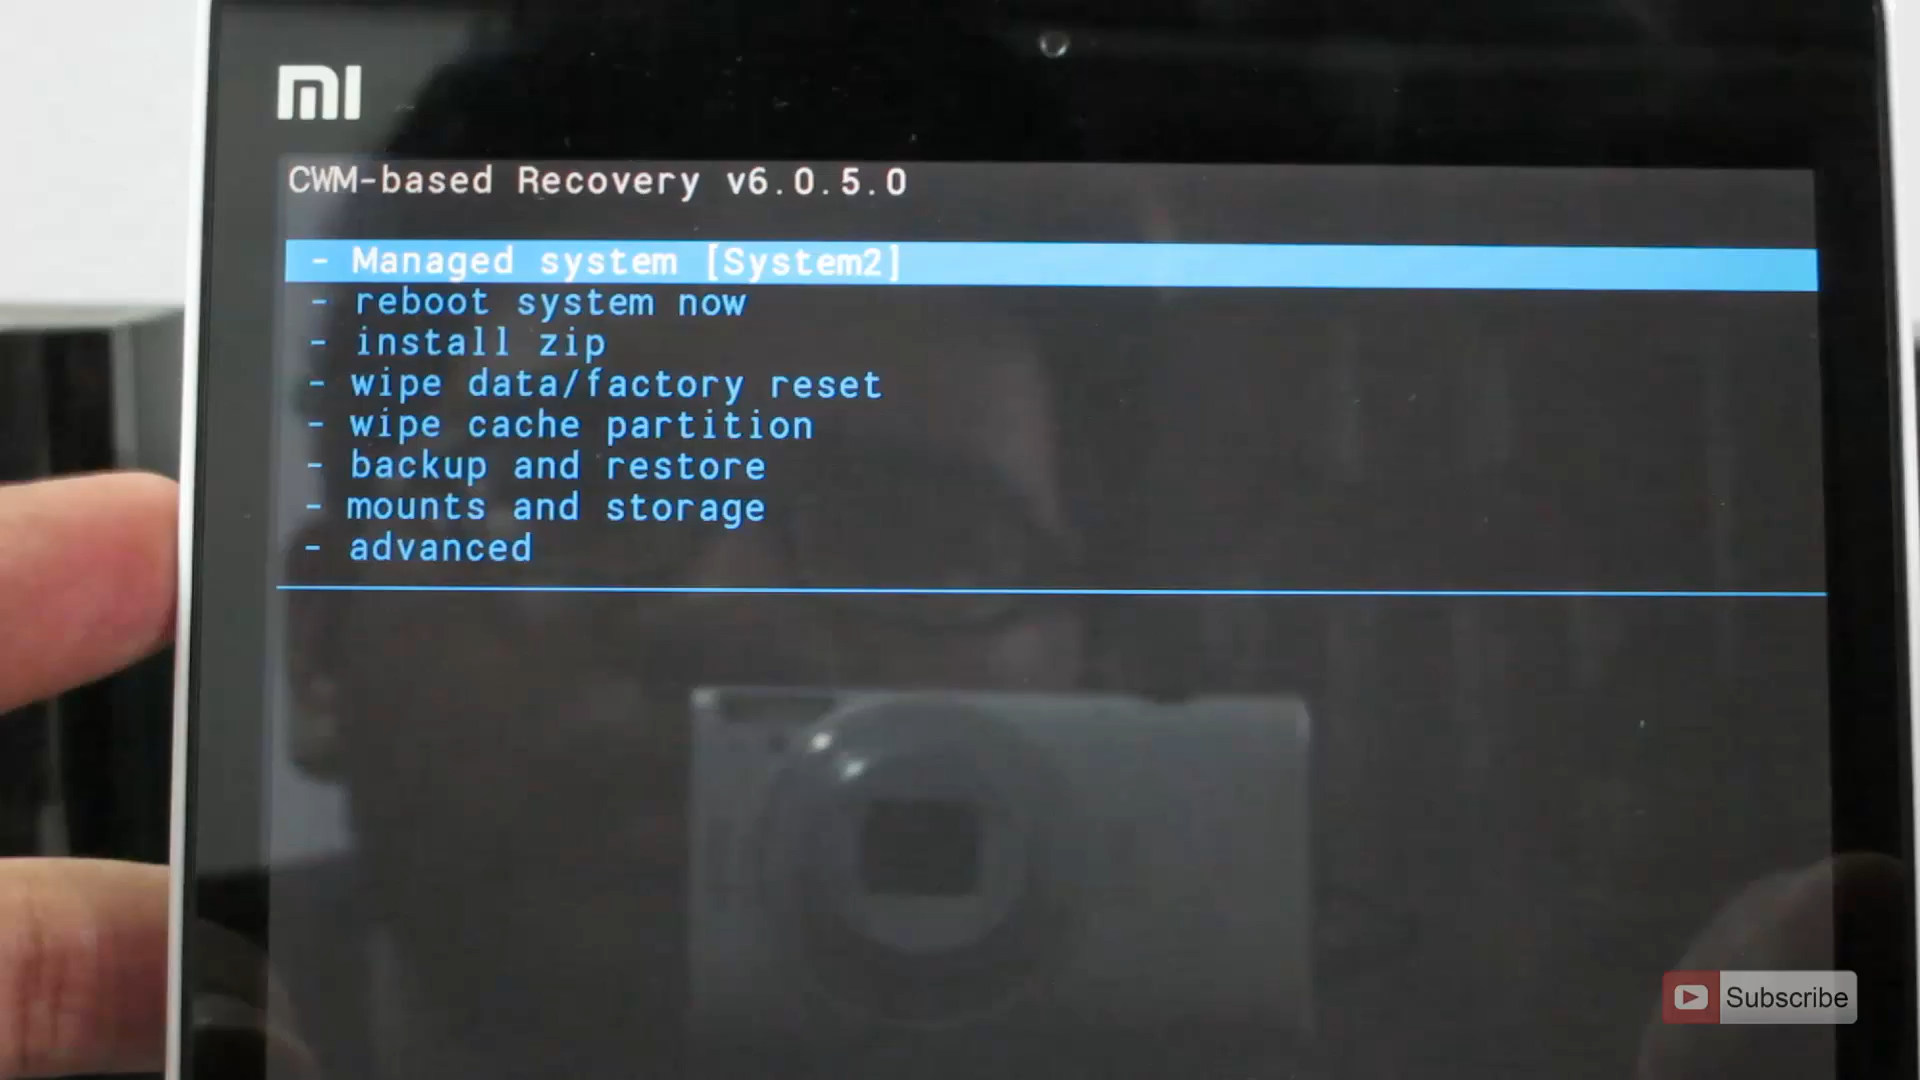 MI
CWM-based Recovery v6.0.5.0
- Managed system [System2]
- reboot system now
- install zip
- wipe data/factory reset
- wipe cache partition
- backup and restore
- mounts and storage
- advanced
Subscribe